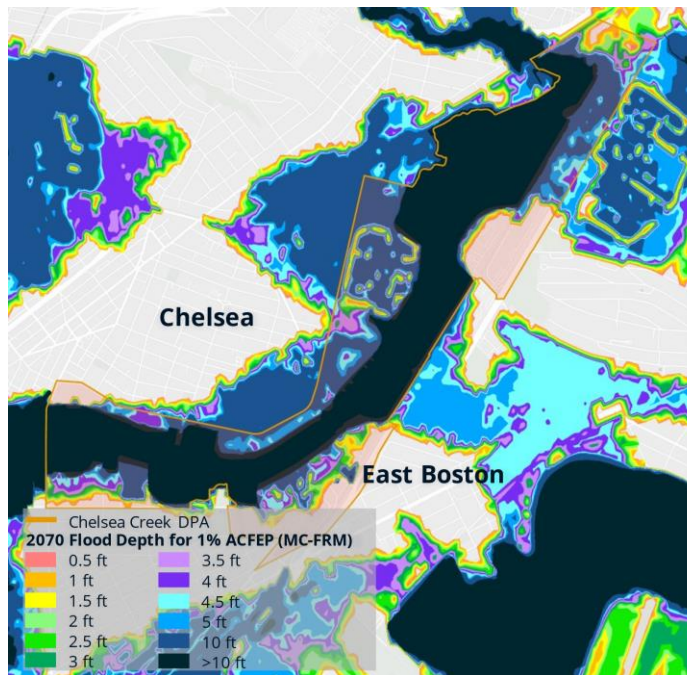 Chelsea
East Boston
Chelsea Creek DPA
2070 Flood Depth for 1% ACFEP (MC-FRM)
0.5 ft 3.5 ft
1 ft 4 ft
1.5 ft 4.5 ft
2 ft 5 ft
2.5 ft 10 ft
3 ft >10 ft